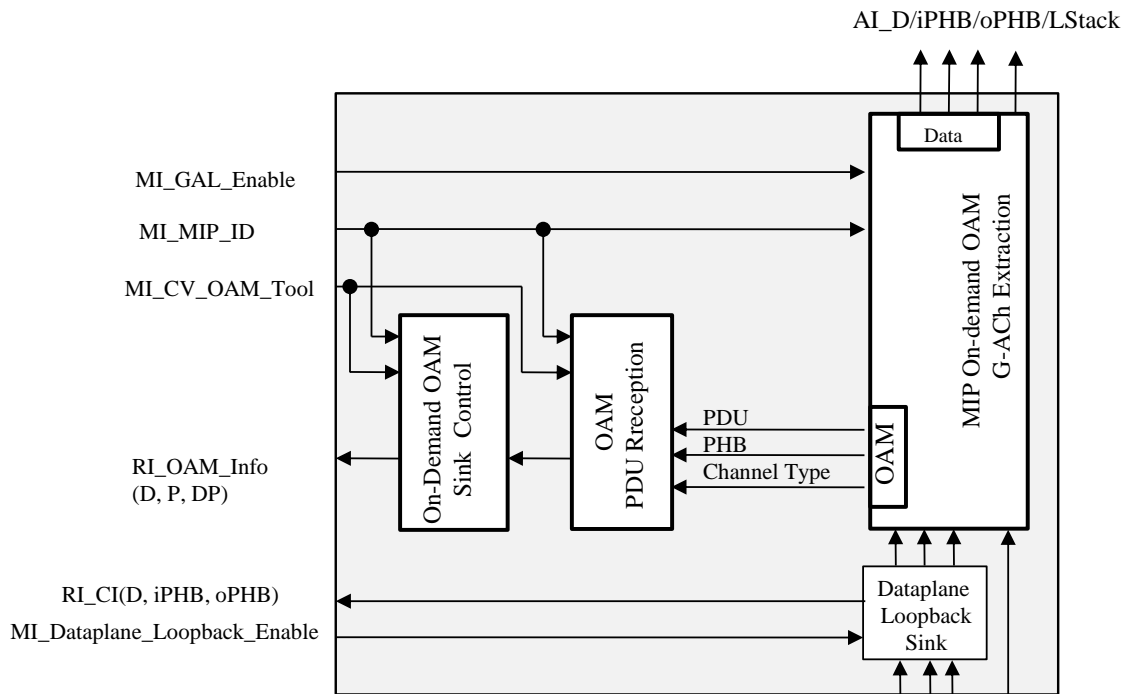 AI_D/iPHB/oPHB/LStack
Data
MI_GAL_Enable
MI_MIP_ID
MI_CV_OAM_Tool
MIP On-demand OAM
G-ACh Extraction
On-Demand OAM
Sink Control
OAM
PDU Rreception
PDU
PHB
Channel Type
OAM
RI_OAM_Info
(D, P, DP)
RI_CI(D, iPHB, oPHB)
MI_Dataplane_Loopback_Enable
Dataplane
Loopback
Sink